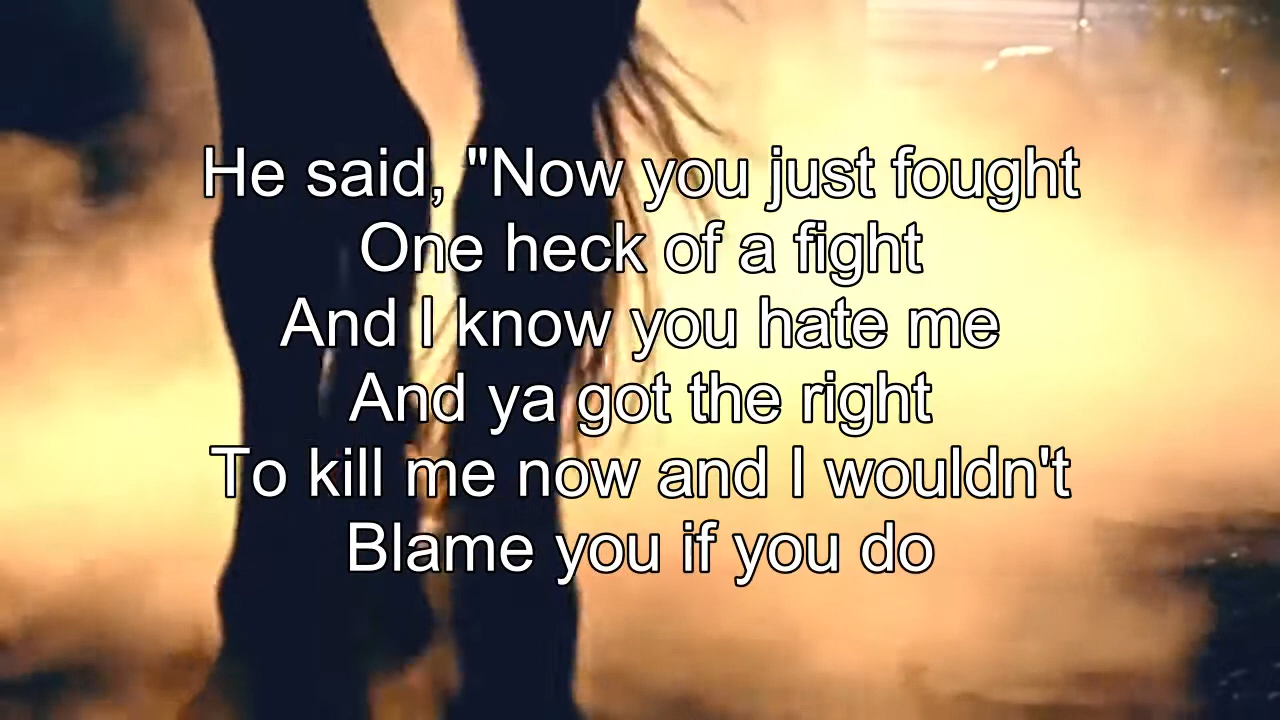 He said, "Now you just fought
One heck of a fight
And I know you hate me
And ya got the right
To kill me now and I wouldn't
Blame you if you do